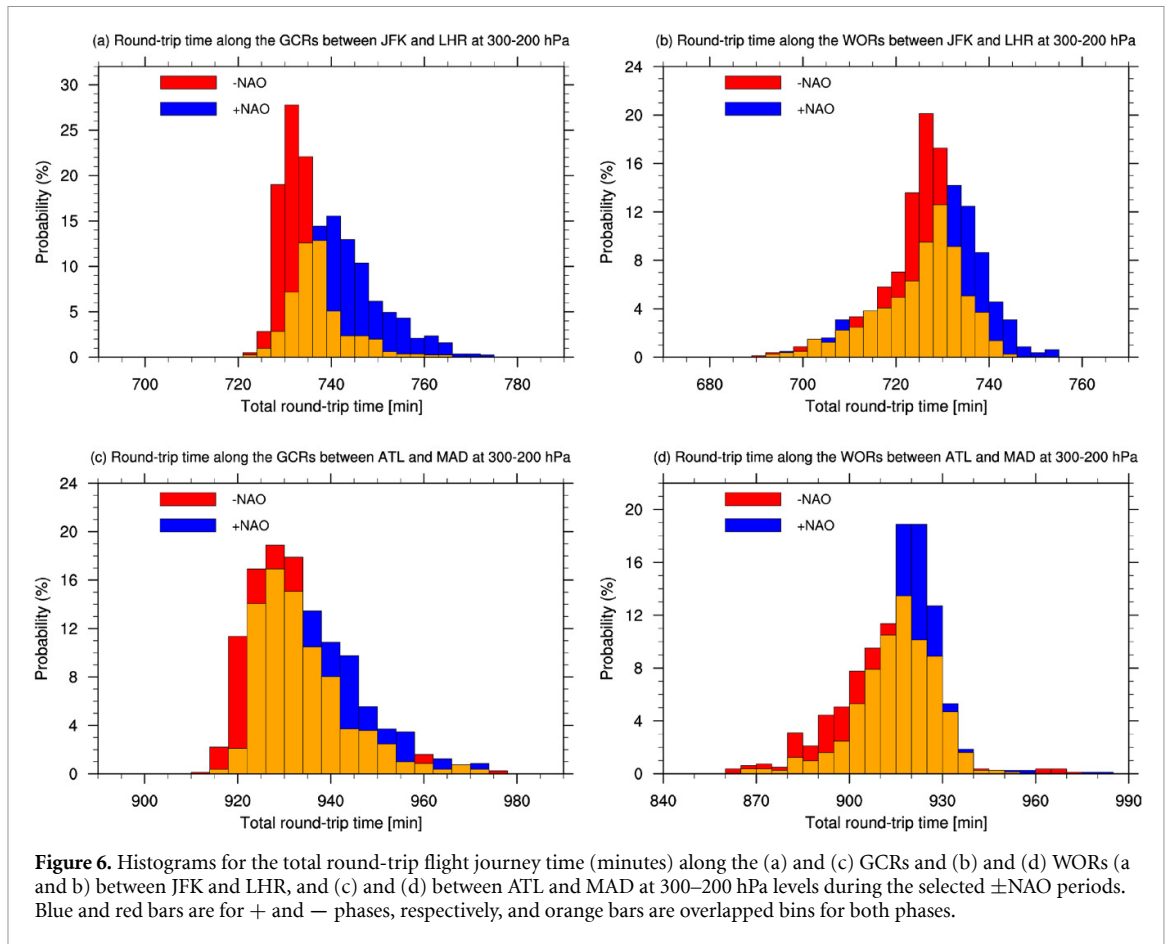 (a) Round-trip time along the GCRs between JFK and LHR at 300-200 hPa
30
25
20
15
10
5
0
Probability (%)
-NAO
+NAO
700 720 740 760 780
Total round-trip time [min]
(b) Round-trip time along the WORs between JFK and LHR at 300-200 hPa
24
20
16
12
8
4
0
Probability (%)
-NAO
+NAO
680 700 720 740 760
Total round-trip time [min]
(c) Round-trip time along the GCRs between ATL and MAD at 300-200 hPa
24
20
16
12
8
4
0
Probability (%)
-NAO
+NAO
900 920 940 960 980
Total round-trip time [min]
(d) Round-trip time along the WORs between ATL and MAD at 300-200 hPa
20
16
12
8
4
0
Probability (%)
-NAO
+NAO
840 870 900 930 960 990
Total round-trip time [min]
Figure 6. Histograms for the total round-trip flight journey time (minutes) along the (a) and (c) GCRs and (b) and (d) WORs (a
and b) between JFK and LHR, and (c) and (d) between ATL and MAD at 300–200 hPa levels during the selected ±NAO periods.
Blue and red bars are for + and − phases, respectively, and orange bars are overlapped bins for both phases.